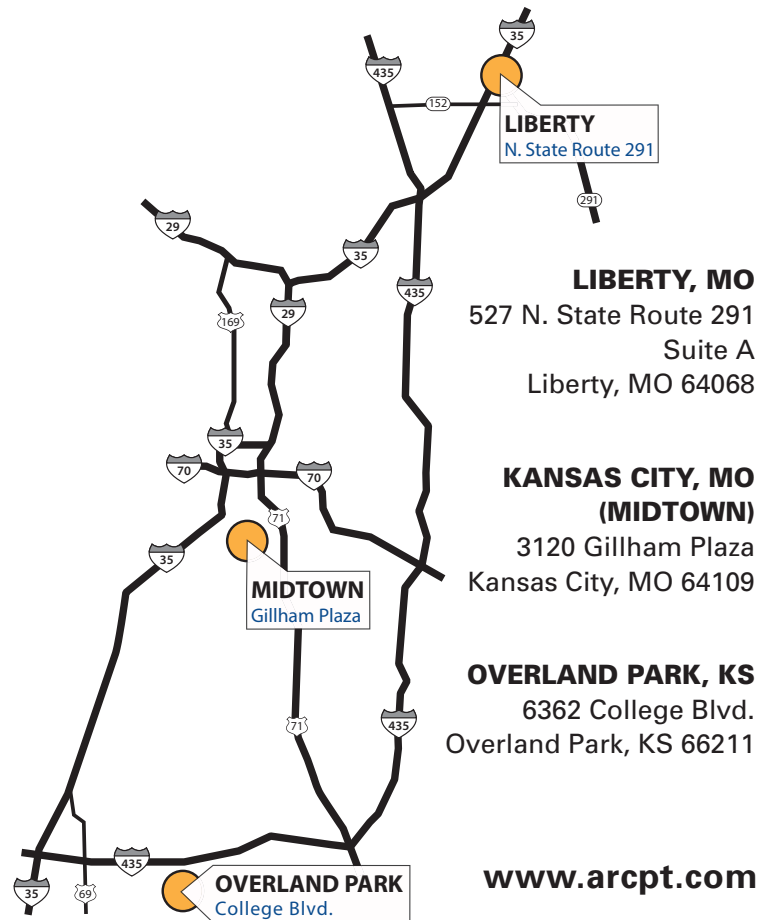 35
435
152
LIBERTY
N. State Route 291
291
29
35
435
29
169
35
70
70
71
35
MIDTOWN
Gillham Plaza
71
435
435
35
69
OVERLAND PARK
College Blvd.
LIBERTY, MO
527 N. State Route 291
Suite A
Liberty, MO 64068
KANSAS CITY, MO
(MIDTOWN)
3120 Gillham Plaza
Kansas City, MO 64109
OVERLAND PARK, KS
6362 College Blvd.
Overland Park, KS 66211
www.arcpt.com